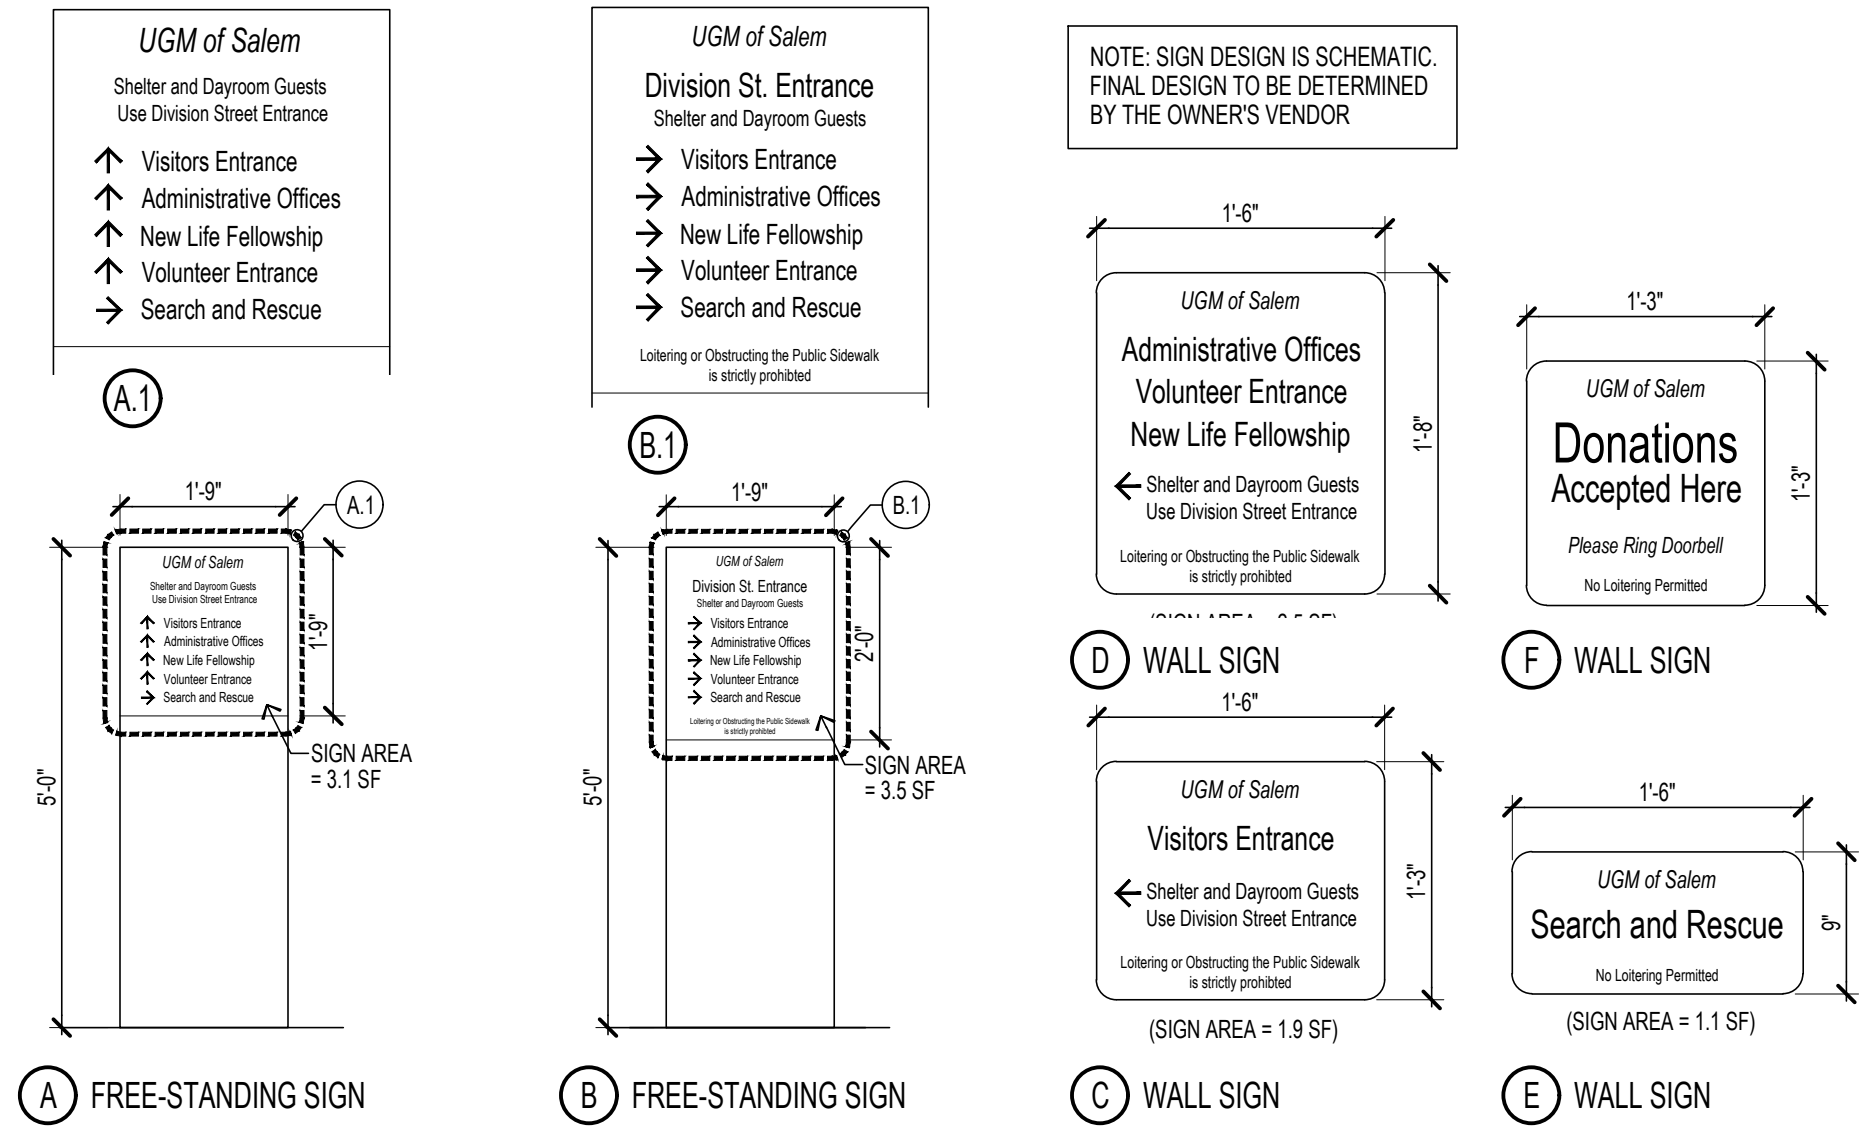 UGM of Salem
Shelter and Dayroom Guests
Use Division Street Entrance
↑ Visitors Entrance
↑ Administrative Offices
↑ New Life Fellowship
↑ Volunteer Entrance
→ Search and Rescue
A.1
UGM of Salem
Division St. Entrance
Shelter and Dayroom Guests
→ Visitors Entrance
→ Administrative Offices
→ New Life Fellowship
→ Volunteer Entrance
→ Search and Rescue
Loitering or Obstructing the Public Sidewalk
is strictly prohibted
B.1
NOTE: SIGN DESIGN IS SCHEMATIC.
FINAL DESIGN TO BE DETERMINED
BY THE OWNER'S VENDOR
1'-9"
A.1
UGM of Salem
Shelter and Dayroom Guests
Use Division Street Entrance
↑ Visitors Entrance
↑ Administrative Offices
↑ New Life Fellowship
↑ Volunteer Entrance
→ Search and Rescue
1'-9"
5'-0"
SIGN AREA
= 3.1 SF
A FREE-STANDING SIGN
1'-9"
B.1
UGM of Salem
Division St. Entrance
Shelter and Dayroom Guests
→ Visitors Entrance
→ Administrative Offices
→ New Life Fellowship
→ Volunteer Entrance
→ Search and Rescue
Loitering or Obstructing the Public Sidewalk
is strictly prohibted
2'-0"
5'-0"
SIGN AREA
= 3.5 SF
B FREE-STANDING SIGN
1'-6"
UGM of Salem
Administrative Offices
Volunteer Entrance
New Life Fellowship
← Shelter and Dayroom Guests
Use Division Street Entrance
Loitering or Obstructing the Public Sidewalk
is strictly prohibted
1'-8"
D WALL SIGN
1'-3"
UGM of Salem
Donations
Accepted Here
Please Ring Doorbell
No Loitering Permitted
1'-3"
F WALL SIGN
1'-6"
UGM of Salem
Visitors Entrance
← Shelter and Dayroom Guests
Use Division Street Entrance
Loitering or Obstructing the Public Sidewalk
is strictly prohibted
1'-3"
(SIGN AREA = 1.9 SF)
C WALL SIGN
1'-6"
UGM of Salem
Search and Rescue
No Loitering Permitted
9"
(SIGN AREA = 1.1 SF)
E WALL SIGN